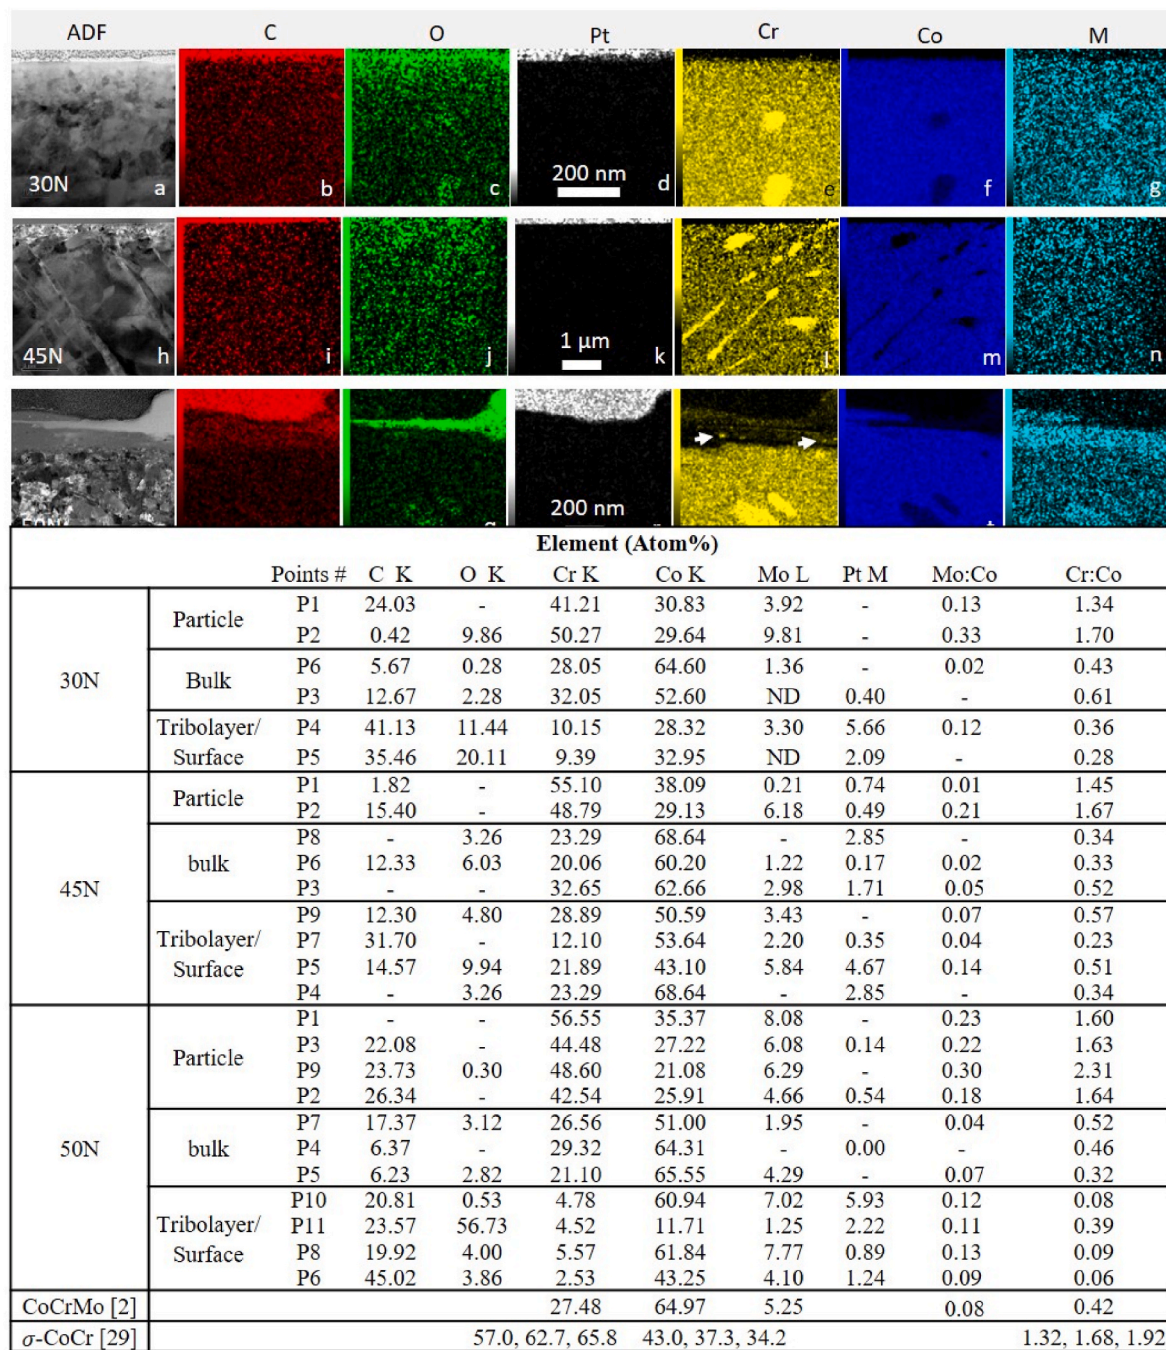 ADF C O Pt Cr Co M
30N a b c 200 nm d e f g
45N h i j 1 µm k l m n
200 nm
Element (Atom%)
Points # C K O K Cr K Co K Mo L Pt M Mo:Co Cr:Co
30N
Particle
P1 24.03 - 41.21 30.83 3.92 - 0.13 1.34
P2 0.42 9.86 50.27 29.64 9.81 - 0.33 1.70
Bulk
P6 5.67 0.28 28.05 64.60 1.36 - 0.02 0.43
P3 12.67 2.28 32.05 52.60 ND 0.40 - 0.61
Tribolayer/
Surface
P4 41.13 11.44 10.15 28.32 3.30 5.66 0.12 0.36
P5 35.46 20.11 9.39 32.95 ND 2.09 - 0.28
45N
Particle
P1 1.82 - 55.10 38.09 0.21 0.74 0.01 1.45
P2 15.40 - 48.79 29.13 6.18 0.49 0.21 1.67
bulk
P8 - 3.26 23.29 68.64 - 2.85 - 0.34
P6 12.33 6.03 20.06 60.20 1.22 0.17 0.02 0.33
P3 - - 32.65 62.66 2.98 1.71 0.05 0.52
Tribolayer/
Surface
P9 12.30 4.80 28.89 50.59 3.43 - 0.07 0.57
P7 31.70 - 12.10 53.64 2.20 0.35 0.04 0.23
P5 14.57 9.94 21.89 43.10 5.84 4.67 0.14 0.51
P4 - 3.26 23.29 68.64 - 2.85 - 0.34
50N
Particle
P1 - - 56.55 35.37 8.08 - 0.23 1.60
P3 22.08 - 44.48 27.22 6.08 0.14 0.22 1.63
P9 23.73 0.30 48.60 21.08 6.29 - 0.30 2.31
P2 26.34 - 42.54 25.91 4.66 0.54 0.18 1.64
bulk
P7 17.37 3.12 26.56 51.00 1.95 - 0.04 0.52
P4 6.37 - 29.32 64.31 - 0.00 - 0.46
P5 6.23 2.82 21.10 65.55 4.29 - 0.07 0.32
Tribolayer/
Surface
P10 20.81 0.53 4.78 60.94 7.02 5.93 0.12 0.08
P11 23.57 56.73 4.52 11.71 1.25 2.22 0.11 0.39
P8 19.92 4.00 5.57 61.84 7.77 0.89 0.13 0.09
P6 45.02 3.86 2.53 43.25 4.10 1.24 0.09 0.06
CoCrMo [2] 27.48 64.97 5.25 0.08 0.42
σ-CoCr [29] 57.0, 62.7, 65.8 43.0, 37.3, 34.2 1.32, 1.68, 1.92